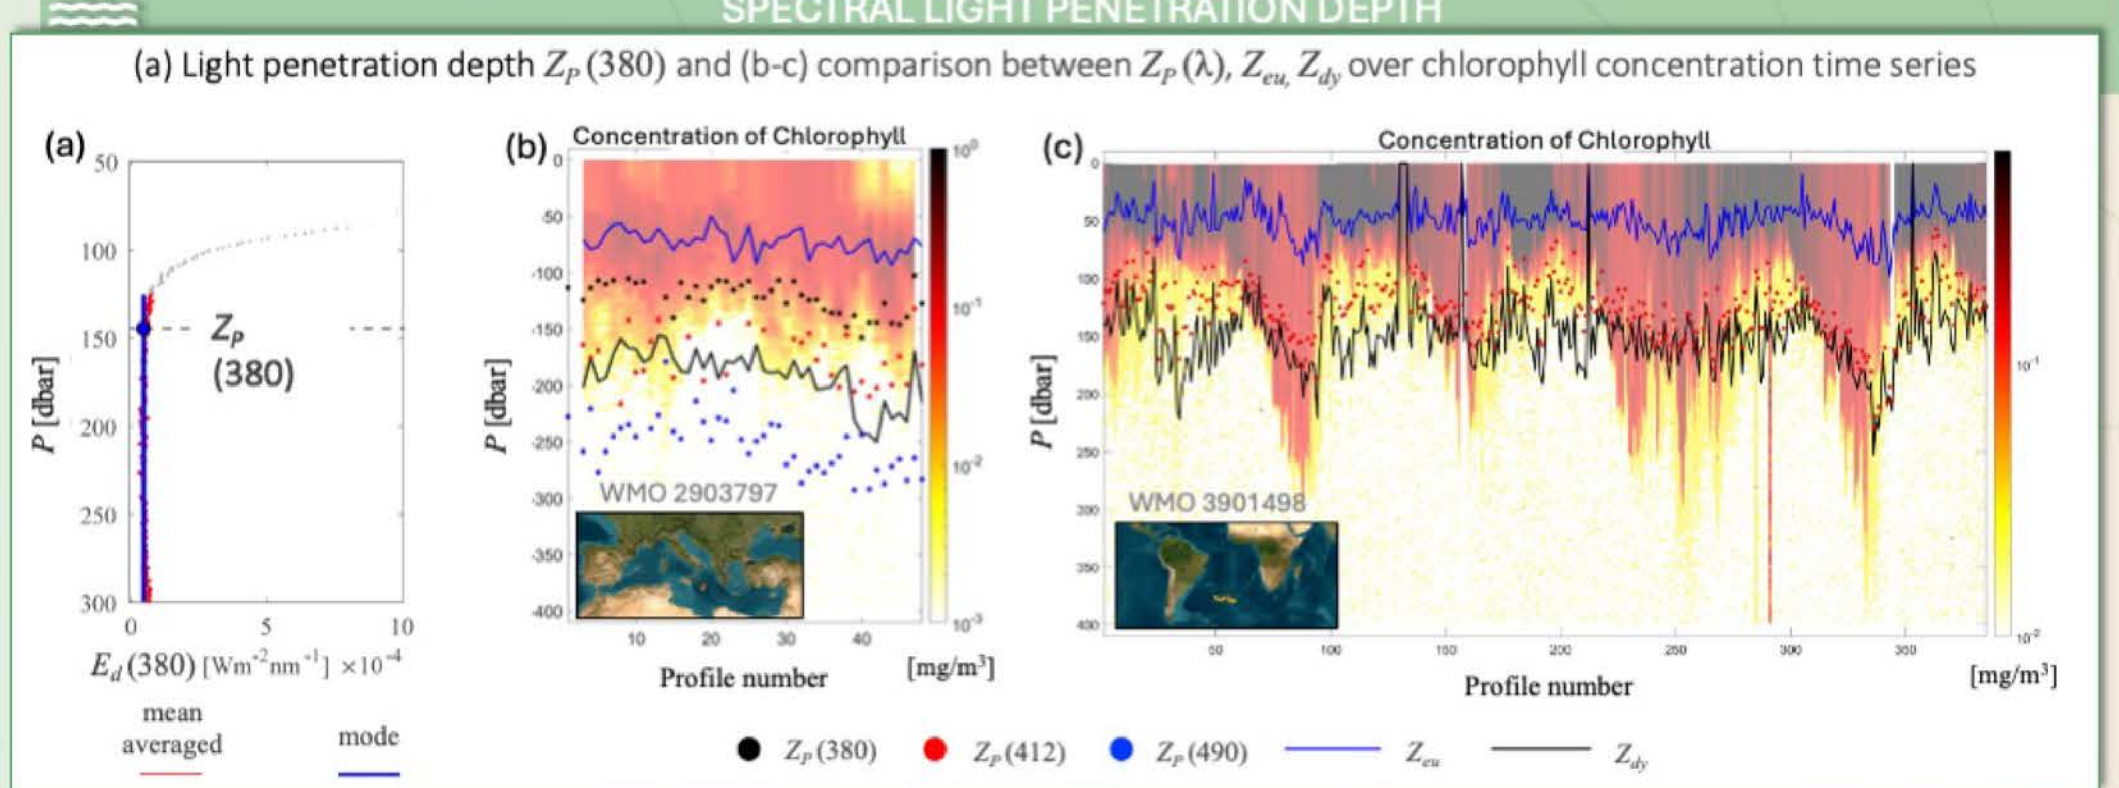 SPECTRAL LIGHT PENETRATION DEPTH
(a) Light penetration depth Z_P(380) and (b-c) comparison between Z_P(λ), Z_eu, Z_dy over chlorophyll concentration time series
(a)
50
100
150
200
250
300
P [dbar]
Z_P
(380)
0 5 10
E_d(380) [Wm⁻²nm⁻¹] ×10⁻⁴
mean
averaged
mode
(b) Concentration of Chlorophyll
0
-50
-100
-150
-200
-250
-300
-350
-400
P [dbar]
WMO 2903797
10 20 30 40
Profile number
10⁰
10⁻¹
10⁻²
10⁻³
[mg/m³]
(c) Concentration of Chlorophyll
0
50
100
150
200
250
300
350
400
P [dbar]
WMO 3901498
50 100 150 200 250 300 350
Profile number
10⁻¹
10⁻²
[mg/m³]
Z_P(380) Z_P(412) Z_P(490) Z_eu Z_dy